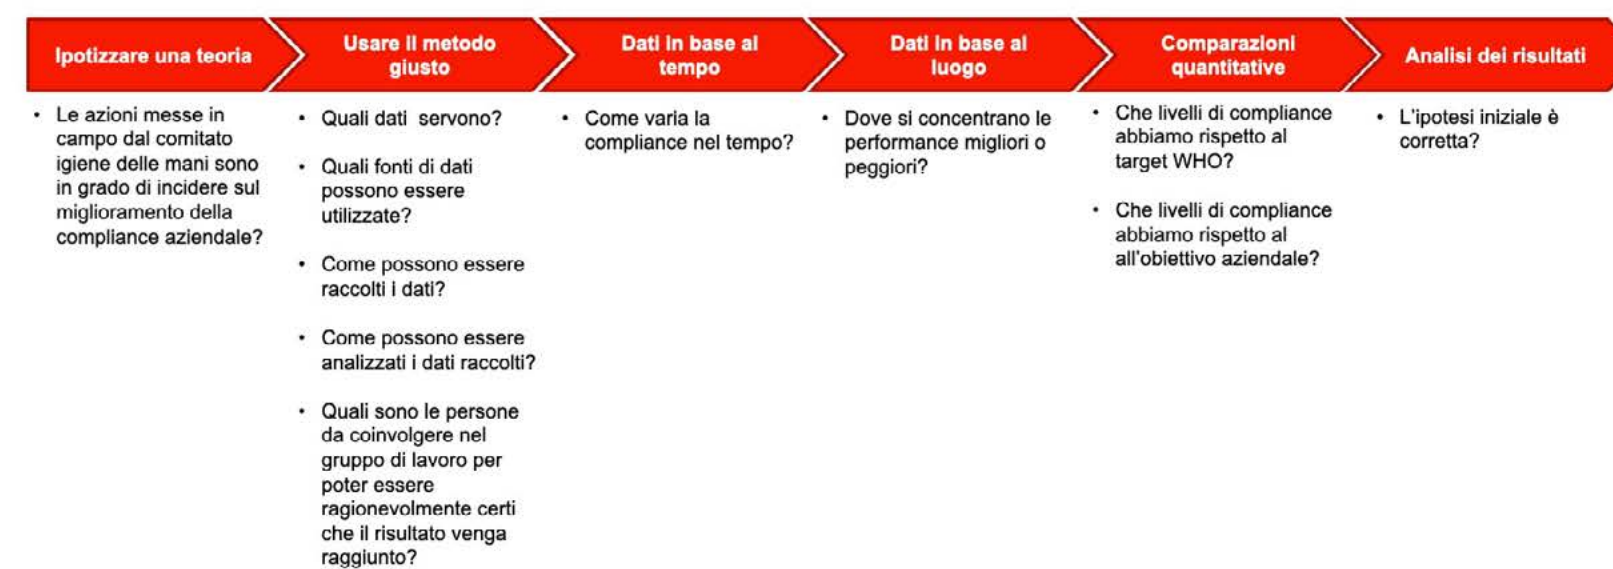 Ipotizzare una teoria
Usare il metodo
giusto
Dati in base al
tempo
Dati in base al
luogo
Comparazioni
quantitative
Analisi dei risultati
• Le azioni messe in
campo dal comitato
igiene delle mani sono
in grado di incidere sul
miglioramento della
compliance aziendale?
• Quali dati servono?
• Quali fonti di dati
possono essere
utilizzate?
• Come possono essere
raccolti i dati?
• Come possono essere
analizzati i dati raccolti?
• Quali sono le persone
da coinvolgere nel
gruppo di lavoro per
poter essere
ragionevolmente certi
che il risultato venga
raggiunto?
• Come varia la
compliance nel tempo?
• Dove si concentrano le
performance migliori o
peggiori?
• Che livelli di compliance
abbiamo rispetto al
target WHO?
• Che livelli di compliance
abbiamo rispetto al
all'obiettivo aziendale?
• L'ipotesi iniziale è
corretta?